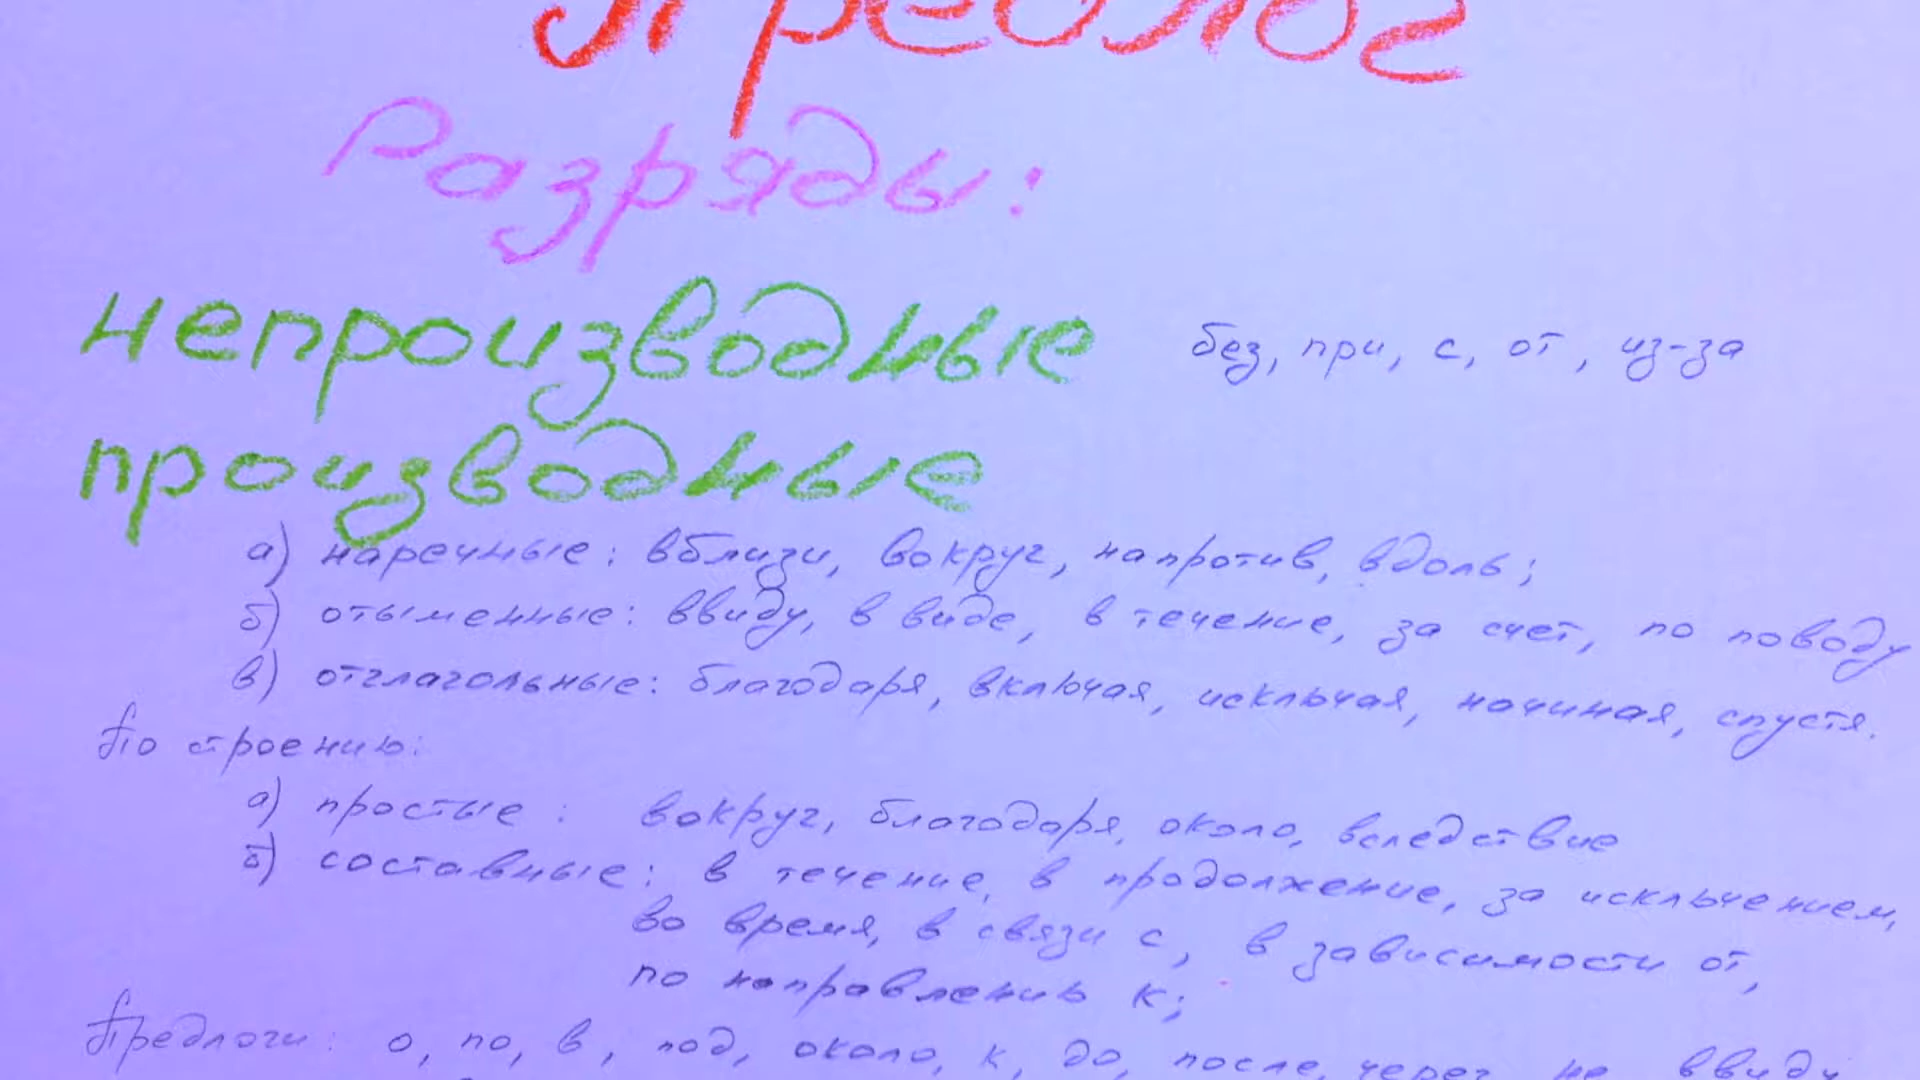 Предлог
Разряды:
непроизводные без, при, с, от, из-за
производные
а) наречные: вблизи, вокруг, напротив, вдоль;
б) отыменные: ввиду, в виде, в течение, за счет, по поводу
в) отглагольные: благодаря, включая, исключая, начиная, спустя.
По строению:
а) простые: вокруг, благодаря, около, вследствие
б) составные: в течение, в продолжение, за исключением,
во время, в связи с, в зависимости от,
по направлению к;
Предлоги: о, по, в, под, около, к, до, после, через, на, ввиду